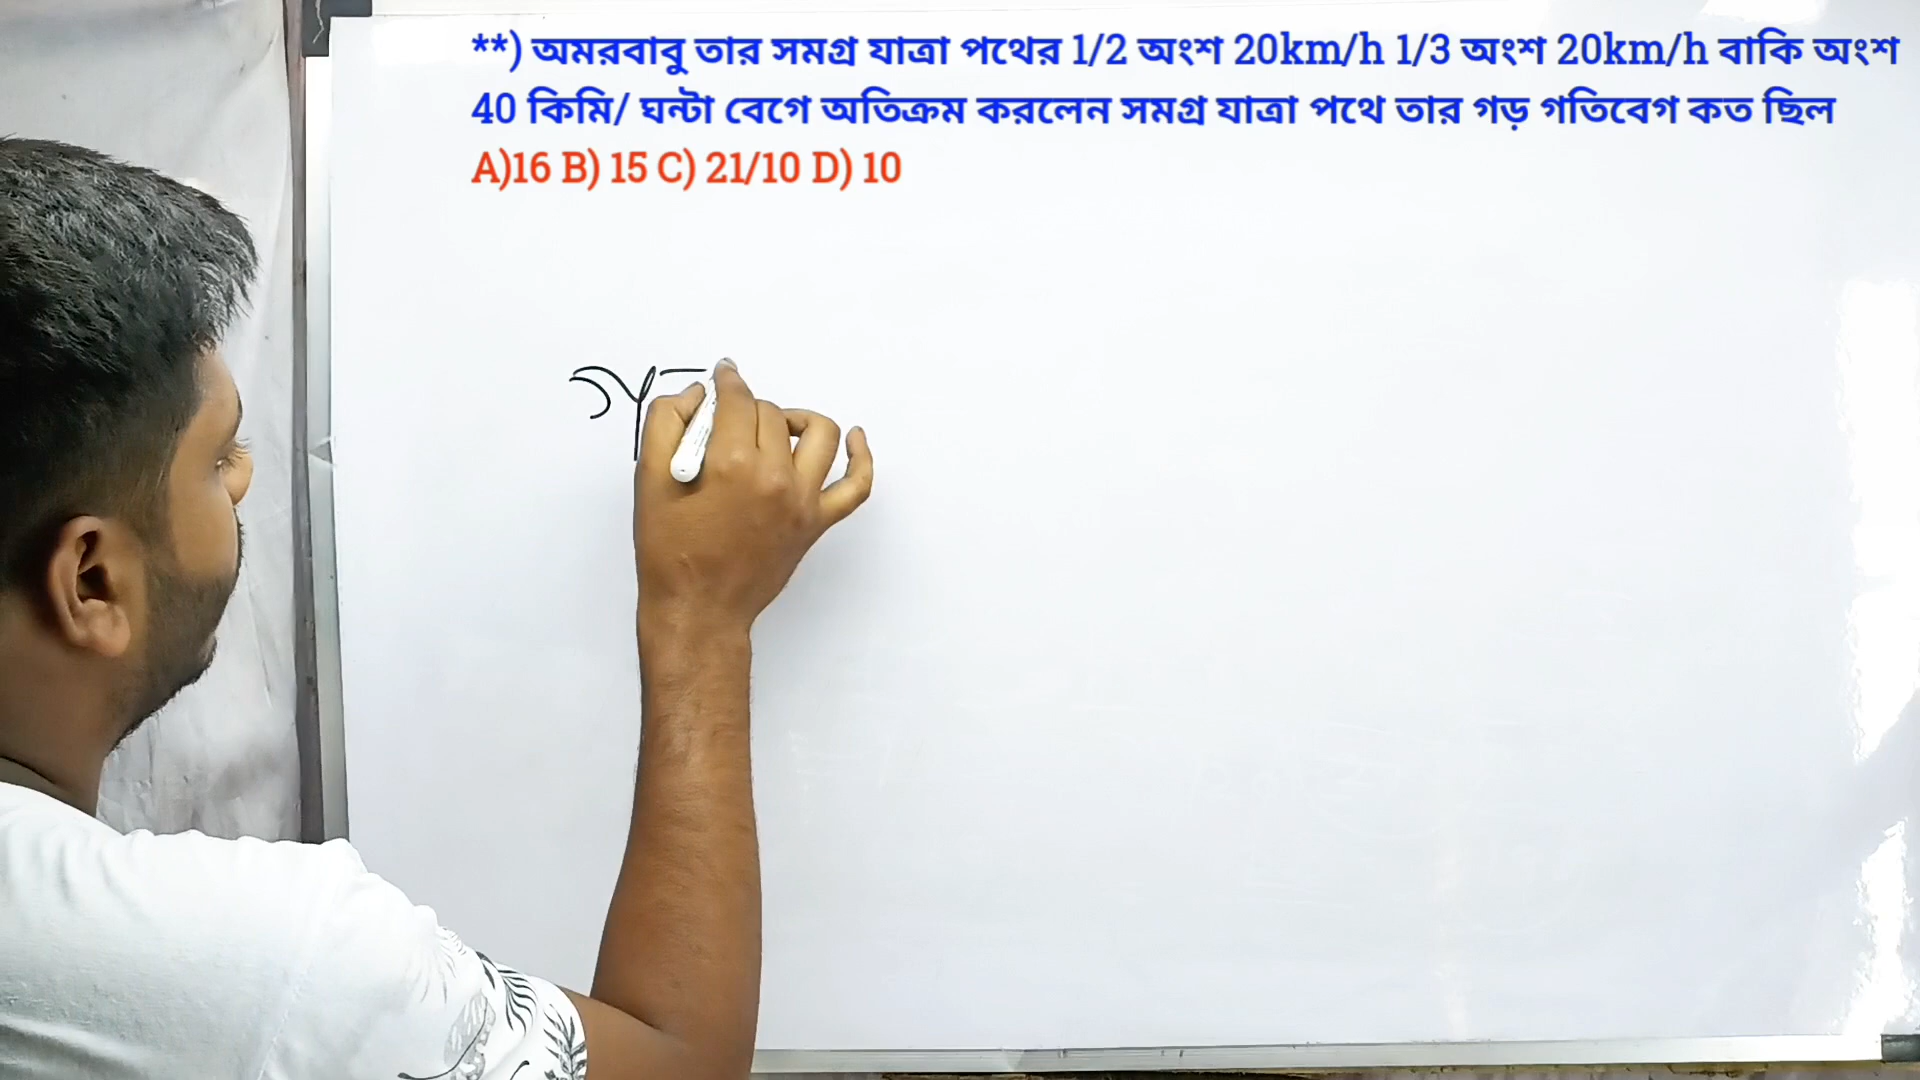 **) অমরবাবু তার সমগ্র যাত্রা পথের 1/2 অংশ 20km/h 1/3 অংশ 20km/h বাকি অংশ
40 কিমি/ ঘন্টা বেগে অতিক্রম করলেন সমগ্র যাত্রা পথে তার গড় গতিবেগ কত ছিল
A)16 B) 15 C) 21/10 D) 10